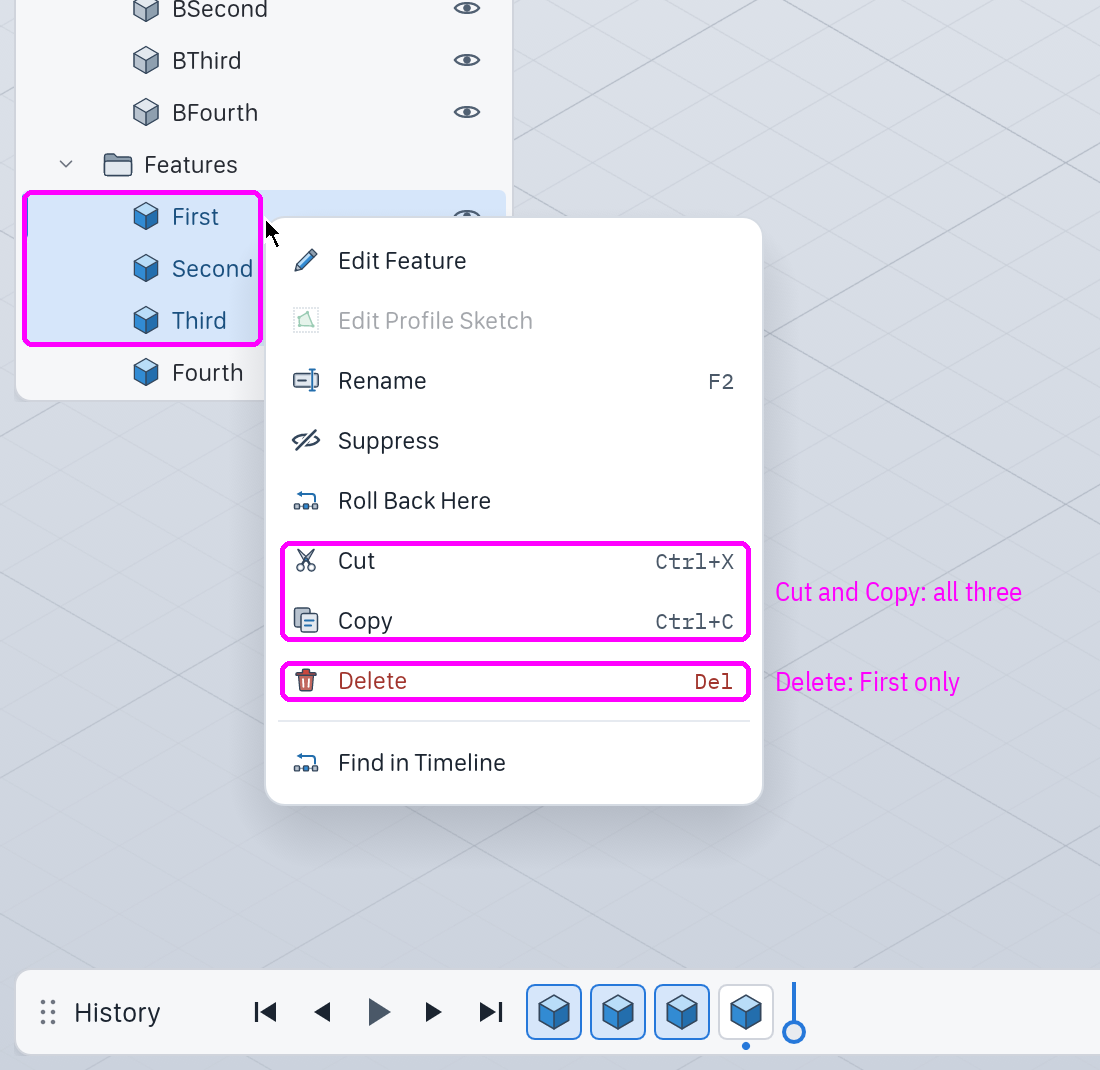 BSecond
BThird
BFourth
Features
First
Second
Third
Fourth
Edit Feature
Edit Profile Sketch
Rename F2
Suppress
Roll Back Here
Cut Ctrl+X
Copy Ctrl+C
Cut and Copy: all three
Delete Del
Delete: First only
Find in Timeline
History